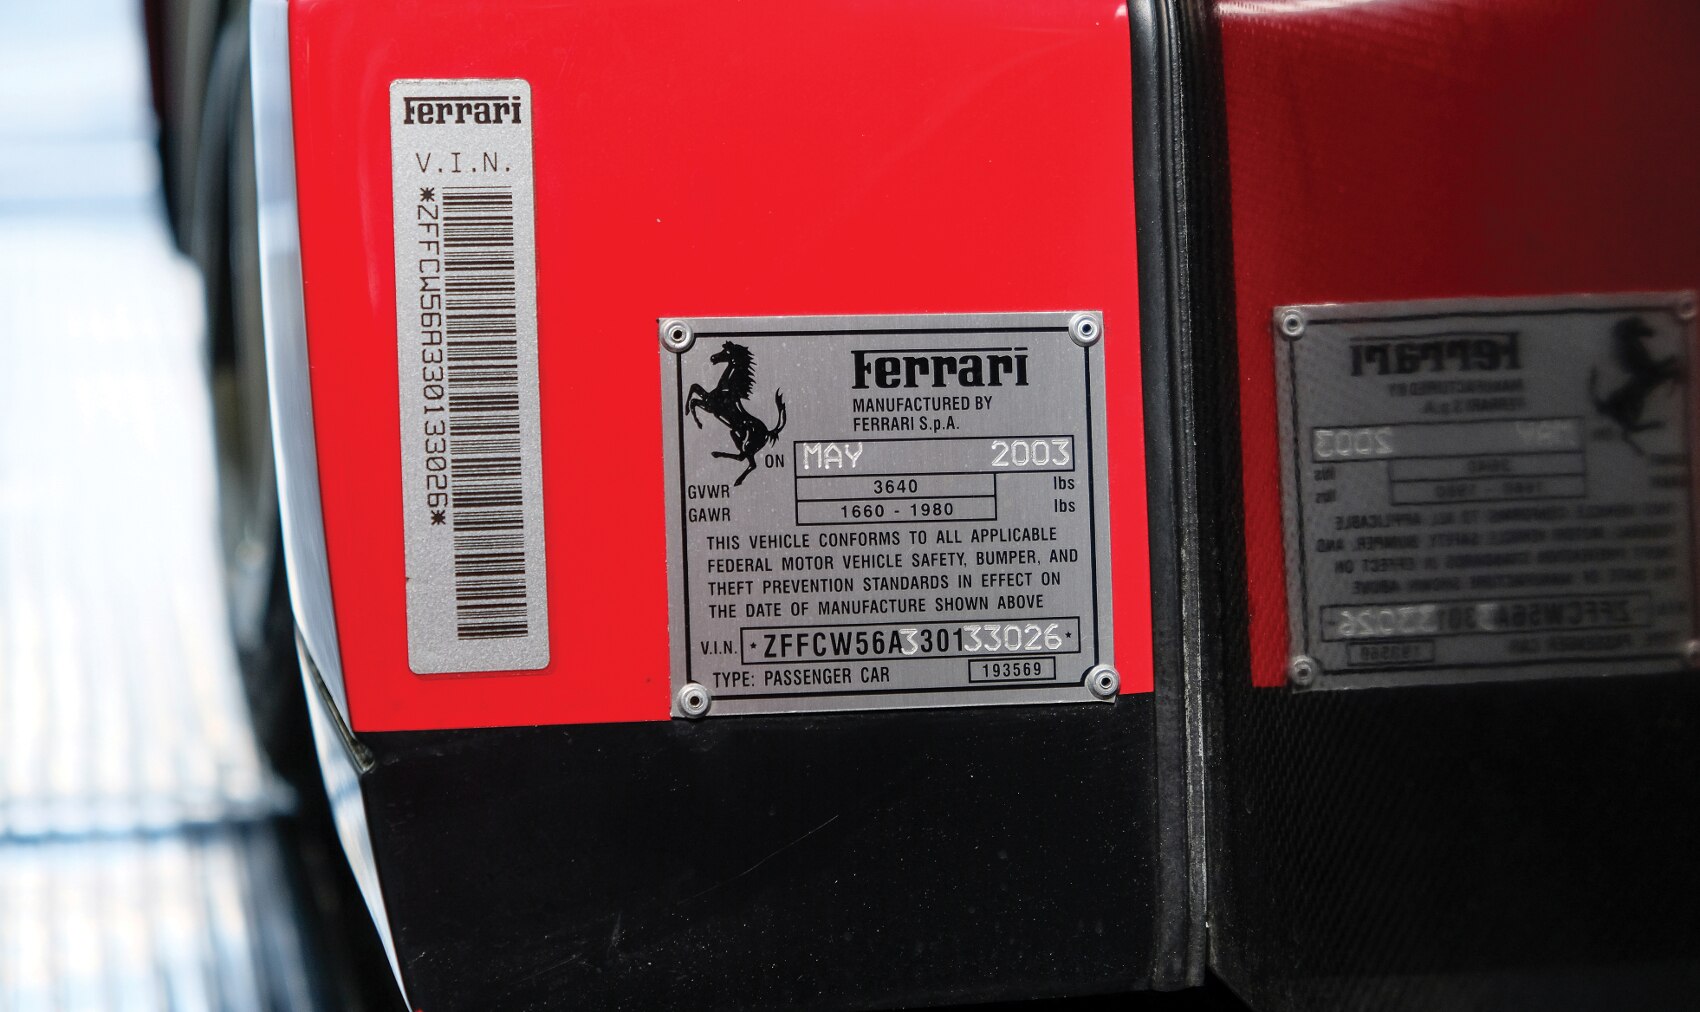 Ferrari
V.I.N.
*ZFFCW56A330133026*
Ferrari
MANUFACTURED BY
FERRARI S.p.A.
ON MAY 2003
GVWR 3640 lbs
GAWR 1660 - 1980 lbs
THIS VEHICLE CONFORMS TO ALL APPLICABLE
FEDERAL MOTOR VEHICLE SAFETY, BUMPER, AND
THEFT PREVENTION STANDARDS IN EFFECT ON
THE DATE OF MANUFACTURE SHOWN ABOVE
V.I.N. *ZFFCW56A330133026*
TYPE: PASSENGER CAR 193569